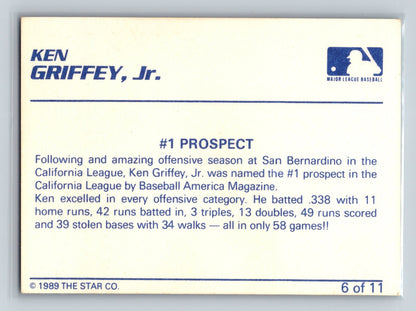 KEN
GRIFFEY, Jr.
MAJOR LEAGUE BASEBALL
#1 PROSPECT
Following and amazing offensive season at San Bernardino in the
California League, Ken Griffey, Jr. was named the #1 prospect in the
California League by Baseball America Magazine.
Ken excelled in every offensive category. He batted .338 with 11
home runs, 42 runs batted in, 3 triples, 13 doubles, 49 runs scored
and 39 stolen bases with 34 walks — all in only 58 games!!
© 1989 THE STAR CO.
6 of 11